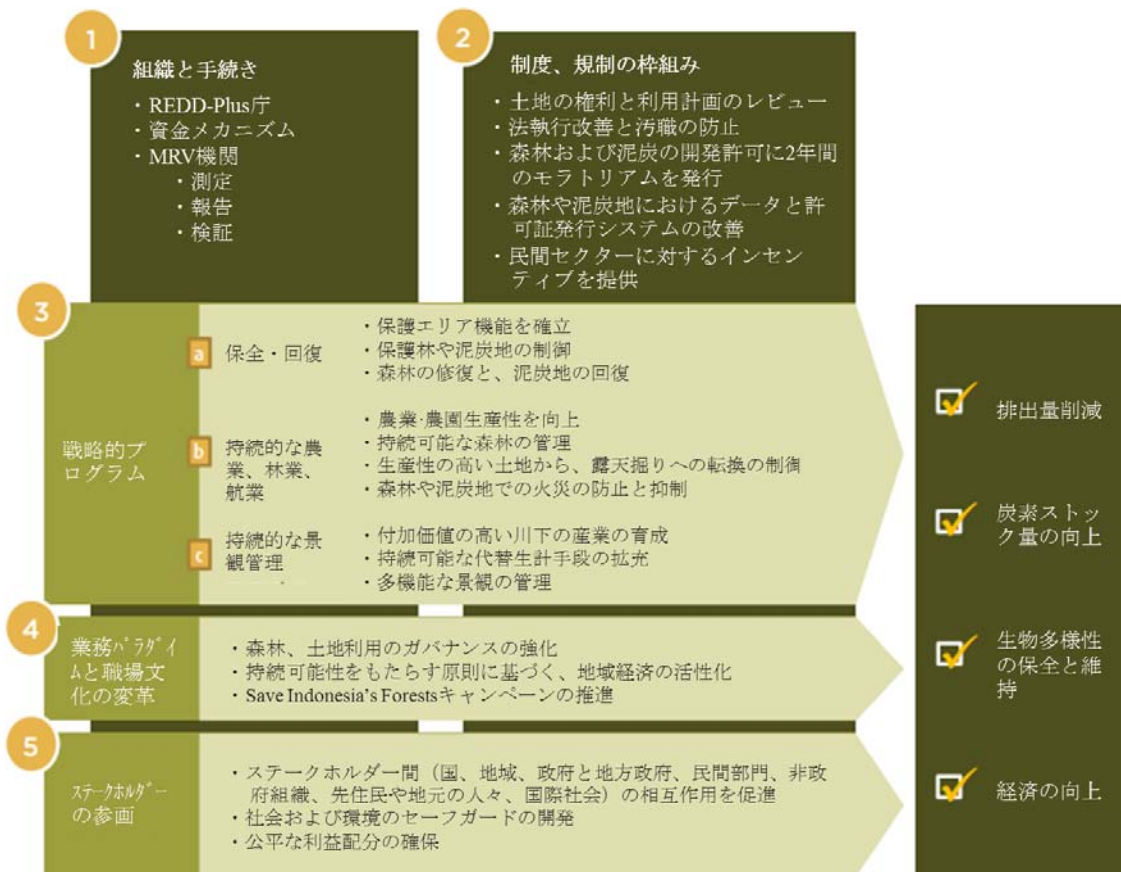 1
組織と手続き
・REDD-Plus庁
・資金メカニズム
・MRV機関
・測定
・報告
・検証
2
制度、規制の枠組み
・土地の権利と利用計画のレビュー
・法執行改善と汚職の防止
・森林および泥炭の開発許可に2年間
のモラトリアムを発行
・森林や泥炭地におけるデータと許
可証発行システムの改善
・民間セクターに対するインセン
ティブを提供
3
戦略的プ
ログラム
a
保全・回復
・保護エリア機能を確立
・保護林や泥炭地の制御
・森林の修復と、泥炭地の回復
b
持続的な農
業、林業、
航業
・農業·農園生産性を向上
・持続可能な森林の管理
・生産性の高い土地から、露天掘りへの転換の制御
・森林や泥炭地での火災の防止と抑制
c
持続的な景
観管理
・付加価値の高い川下の産業の育成
・持続可能な代替生計手段の拡充
・多機能な景観の管理
4
業務ﾊﾟﾗﾀﾞｲ
ﾑと職場文
化の変革
・森林、土地利用のガバナンスの強化
・持続可能性をもたらす原則に基づく、地域経済の活性化
・Save Indonesia's Forestsキャンペーンの推進
5
ｽﾃｰｸﾎﾙﾀﾞｰ
の参画
・ステークホルダー間（国、地域、政府と地方政府、民間部門、非政
府組織、先住民や地元の人々、国際社会）の相互作用を促進
・社会および環境のセーフガードの開発
・公平な利益配分の確保
排出量削減
炭素ストッ
ク量の向上
生物多様性
の保全と維
持
経済の向上